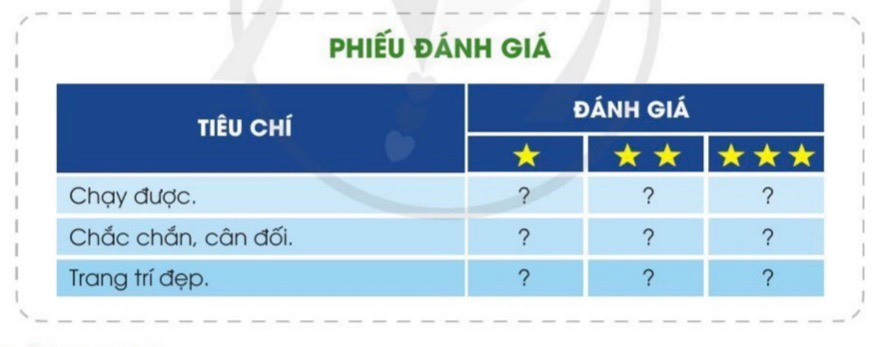 PHIẾU ĐÁNH GIÁ
TIÊU CHÍ
ĐÁNH GIÁ
Chạy được.
?
?
?
Chắc chắn, cân đối.
?
?
?
Trang trí đẹp.
?
?
?